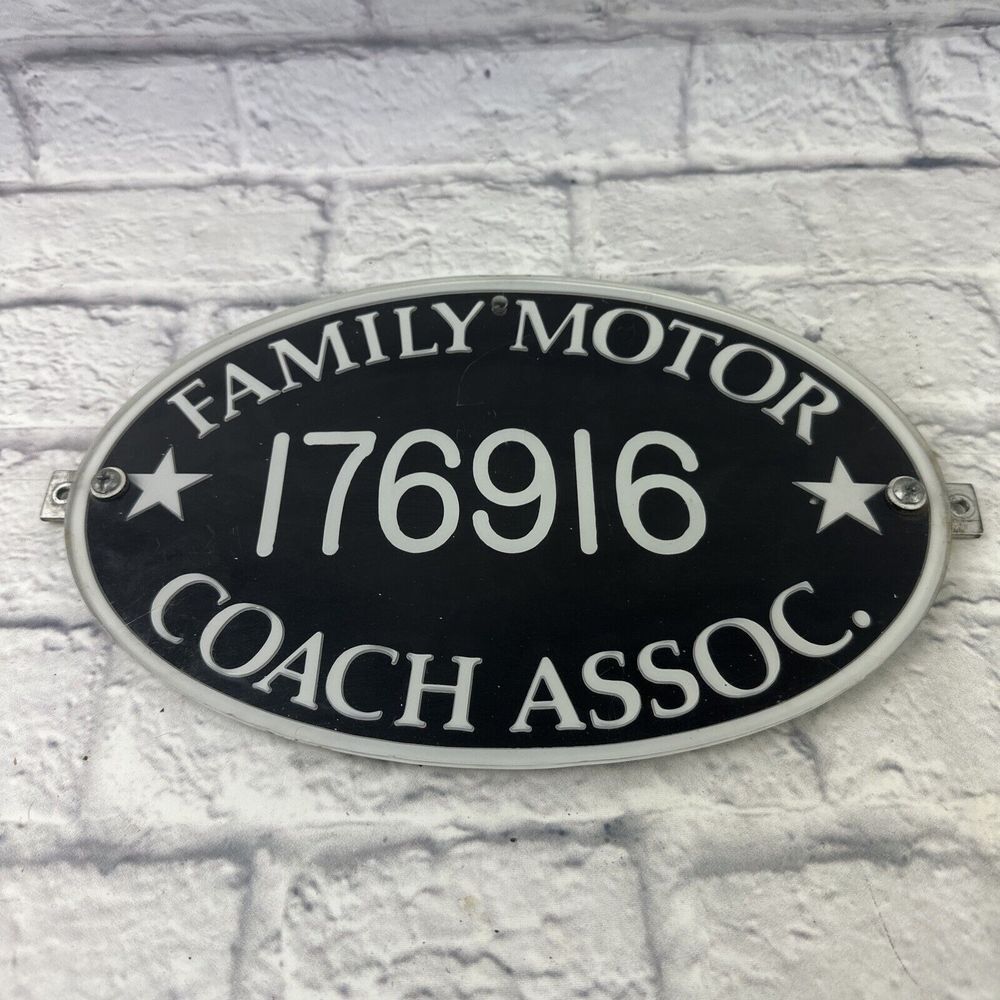 FAMILY MOTOR
176916
COACH ASSOC.